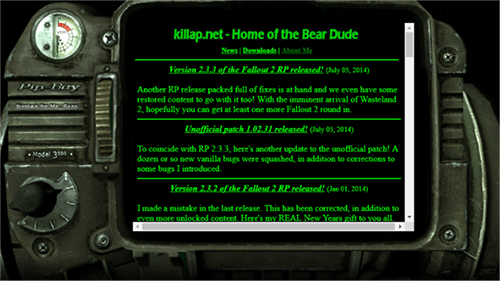 killap.net - Home of the Bear Dude
News | Downloads | About Me
Version 2.3.3 of the Fallout 2 RP released! (July 05, 2014)
Another RP release packed full of fixes is at hand and we even have some
restored content to go with it too! With the imminent arrival of Wasteland
2, hopefully you can get at least one more Fallout 2 round in.
Unofficial patch 1.02.31 released! (July 05, 2014)
To coincide with RP 2.3.3, here's another update to the unofficial patch! A
dozen or so new vanilla bugs were squashed, in addition to corrections to
some bugs I introduced.
Version 2.3.2 of the Fallout 2 RP released! (Jan 01, 2014)
I made a mistake in the last release. This has been corrected, in addition to
even more unlocked content. Here's my REAL New Years gift to you all.
Pip-Boy
Design by Mr.
Model 3000